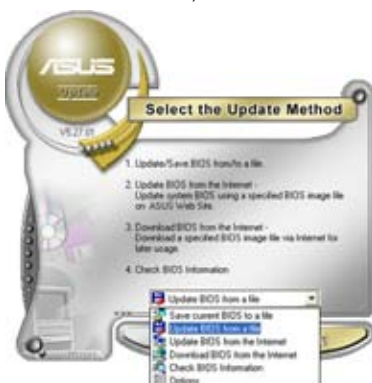 ASUS
Update
V5.27.01
Select the Update Method
1. Update/Save BIOS from/to a file.
2. Update BIOS from the Internet -
Update system BIOS using a specified BIOS image file
on ASUS Web Site.
3. Download BIOS from the Internet -
Download a specified BIOS image file via Internet for
later usage.
4. Check BIOS Information
Update BIOS from a file
Save current BIOS to a file
Update BIOS from a file
Update BIOS from the Internet
Download BIOS from the Internet
Check BIOS Information
Options